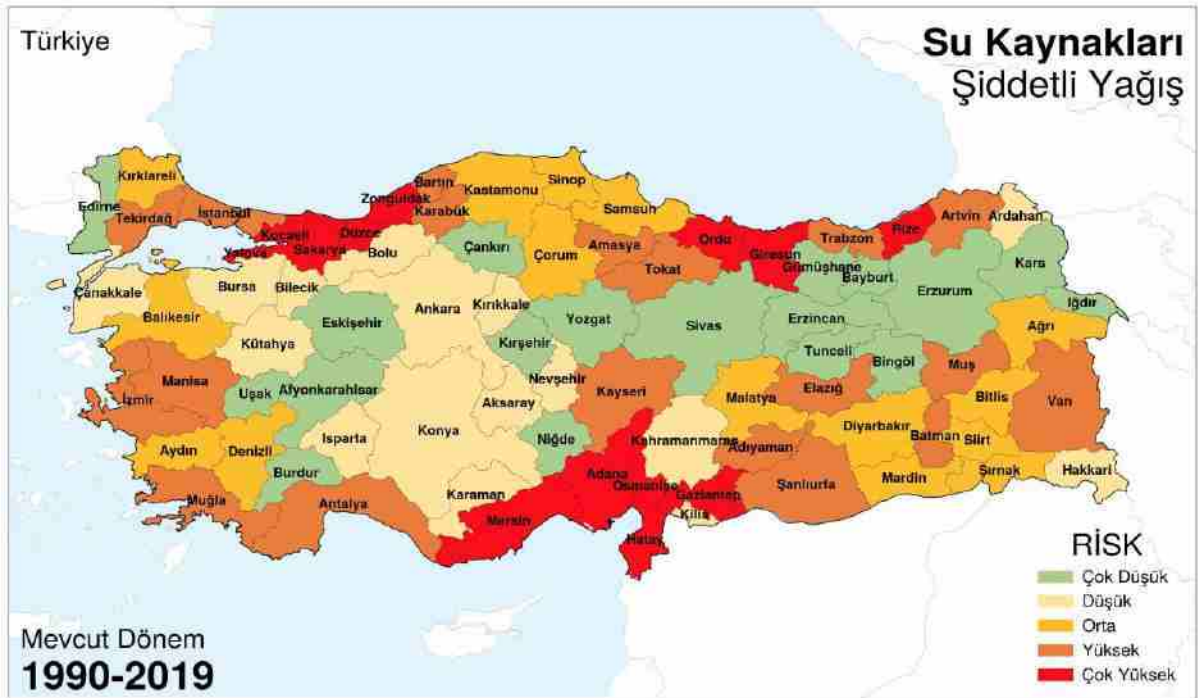 Türkiye
Su Kaynakları
Şiddetli Yağış
Kırklareli
Edirne
Tekirdağ
İstanbul
Kocaeli
Yalova
Sakarya
Düzce
Zonguldak
Bartın
Karabük
Kastamonu
Sinop
Samsun
Bolu
Çankırı
Çorum
Amasya
Tokat
Ordu
Giresun
Gümüşhane
Trabzon
Rize
Artvin
Ardahan
Bayburt
Kars
Erzurum
Iğdır
Ağrı
Çanakkale
Bursa
Bilecik
Balıkesir
Kütahya
Eskişehir
Ankara
Kırıkkale
Kırşehir
Yozgat
Sivas
Erzincan
Tunceli
Bingöl
Muş
Manisa
İzmir
Uşak
Afyonkarahisar
Nevşehir
Aksaray
Kayseri
Malatya
Elazığ
Bitlis
Van
Aydın
Denizli
Isparta
Konya
Niğde
Kahramanmaraş
Adıyaman
Diyarbakır
Batman
Siirt
Burdur
Muğla
Antalya
Karaman
Mersin
Adana
Osmaniye
Gaziantep
Kilis
Hatay
Şanlıurfa
Mardin
Şırnak
Hakkari
RİSK
Çok Düşük
Düşük
Orta
Yüksek
Çok Yüksek
Mevcut Dönem
1990-2019